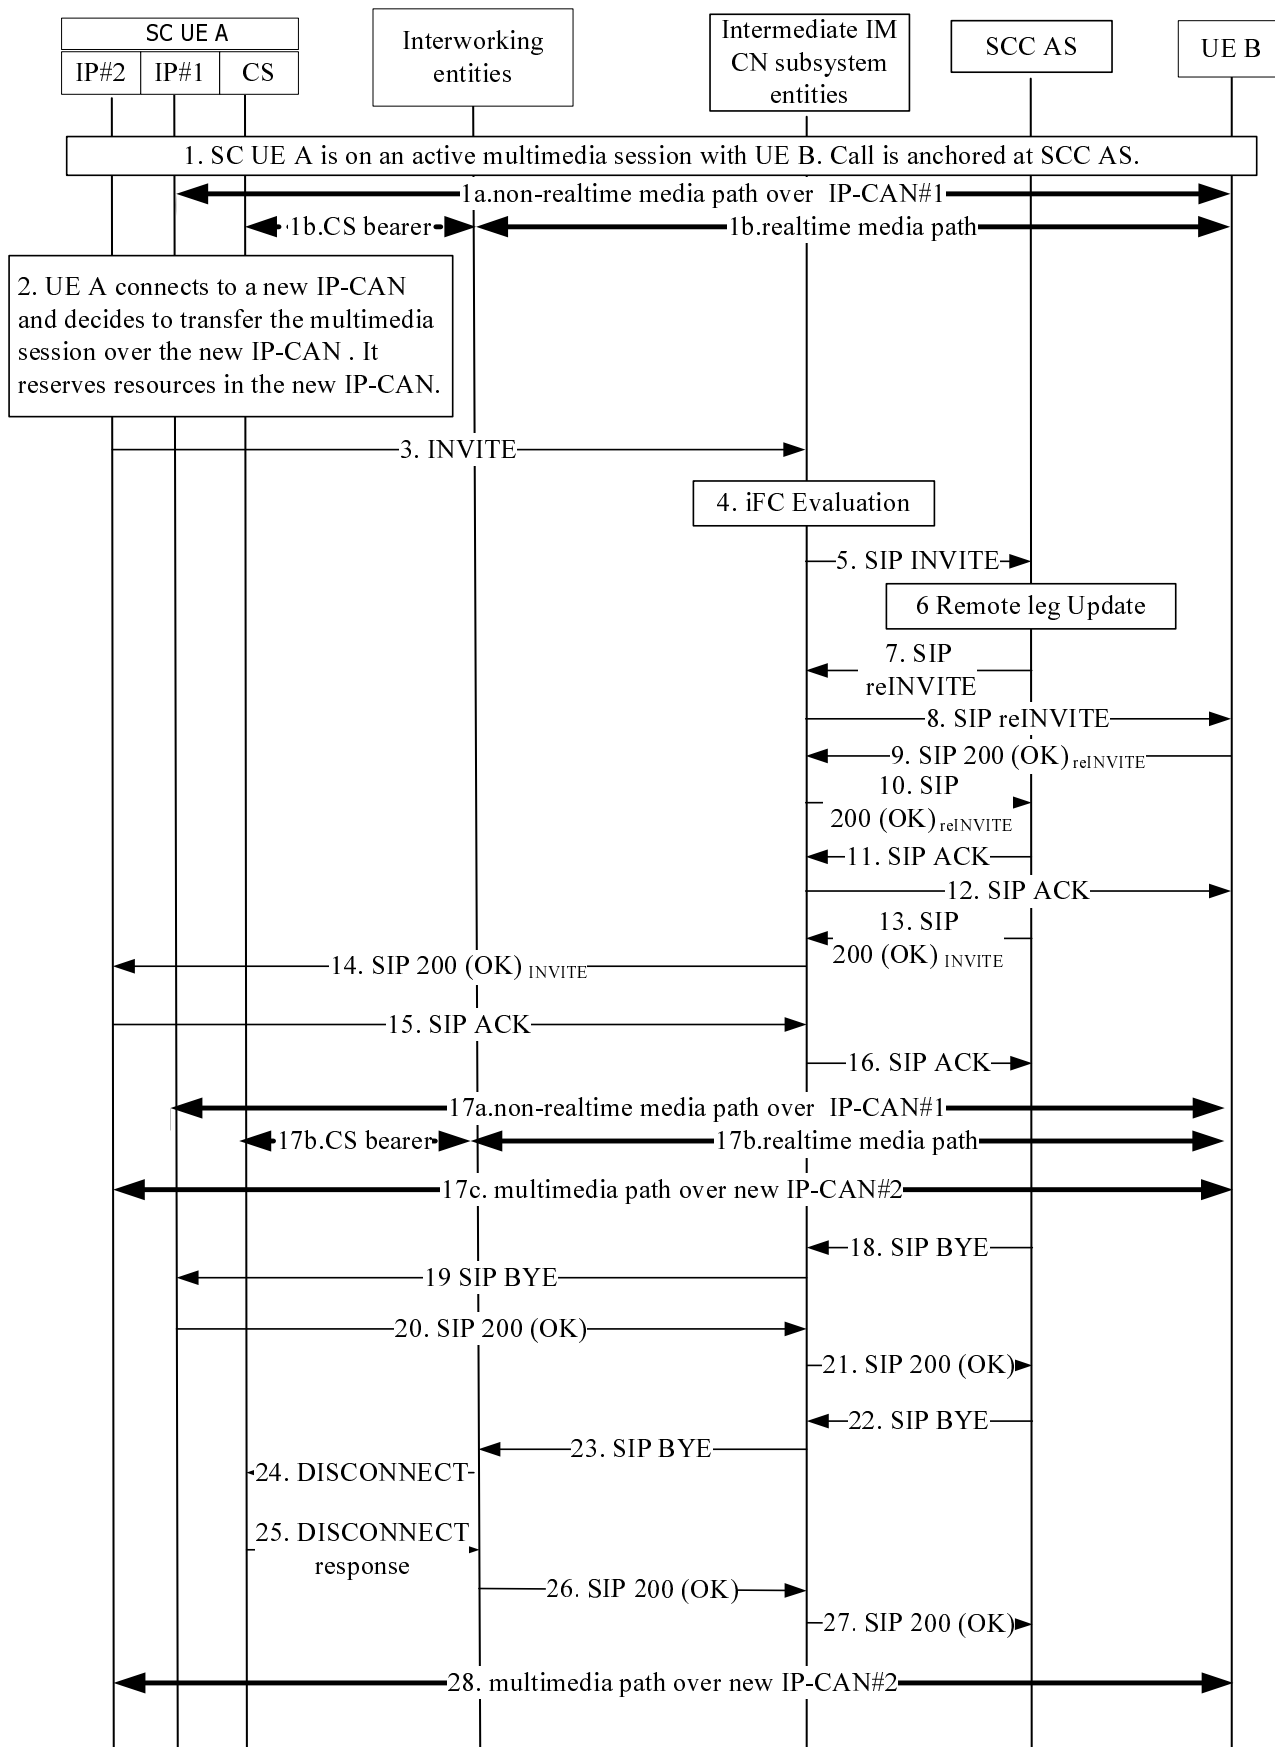 SC UE A
IP#2 IP#1 CS
Interworking
entities
Intermediate IM
CN subsystem
entities
SCC AS
UE B
1. SC UE A is on an active multimedia session with UE B. Call is anchored at SCC AS.
1a.non-realtime media path over IP-CAN#1
1b.CS bearer
1b.realtime media path
2. UE A connects to a new IP-CAN
and decides to transfer the multimedia
session over the new IP-CAN . It
reserves resources in the new IP-CAN.
3. INVITE
4. iFC Evaluation
5. SIP INVITE
6 Remote leg Update
7. SIP
reINVITE
8. SIP reINVITE
9. SIP 200 (OK) reINVITE
10. SIP
200 (OK) reINVITE
11. SIP ACK
12. SIP ACK
13. SIP
200 (OK) INVITE
14. SIP 200 (OK) INVITE
15. SIP ACK
16. SIP ACK
17a.non-realtime media path over IP-CAN#1
17b.CS bearer
17b.realtime media path
17c. multimedia path over new IP-CAN#2
18. SIP BYE
19 SIP BYE
20. SIP 200 (OK)
21. SIP 200 (OK)
22. SIP BYE
23. SIP BYE
24. DISCONNECT
25. DISCONNECT
response
26. SIP 200 (OK)
27. SIP 200 (OK)
28. multimedia path over new IP-CAN#2